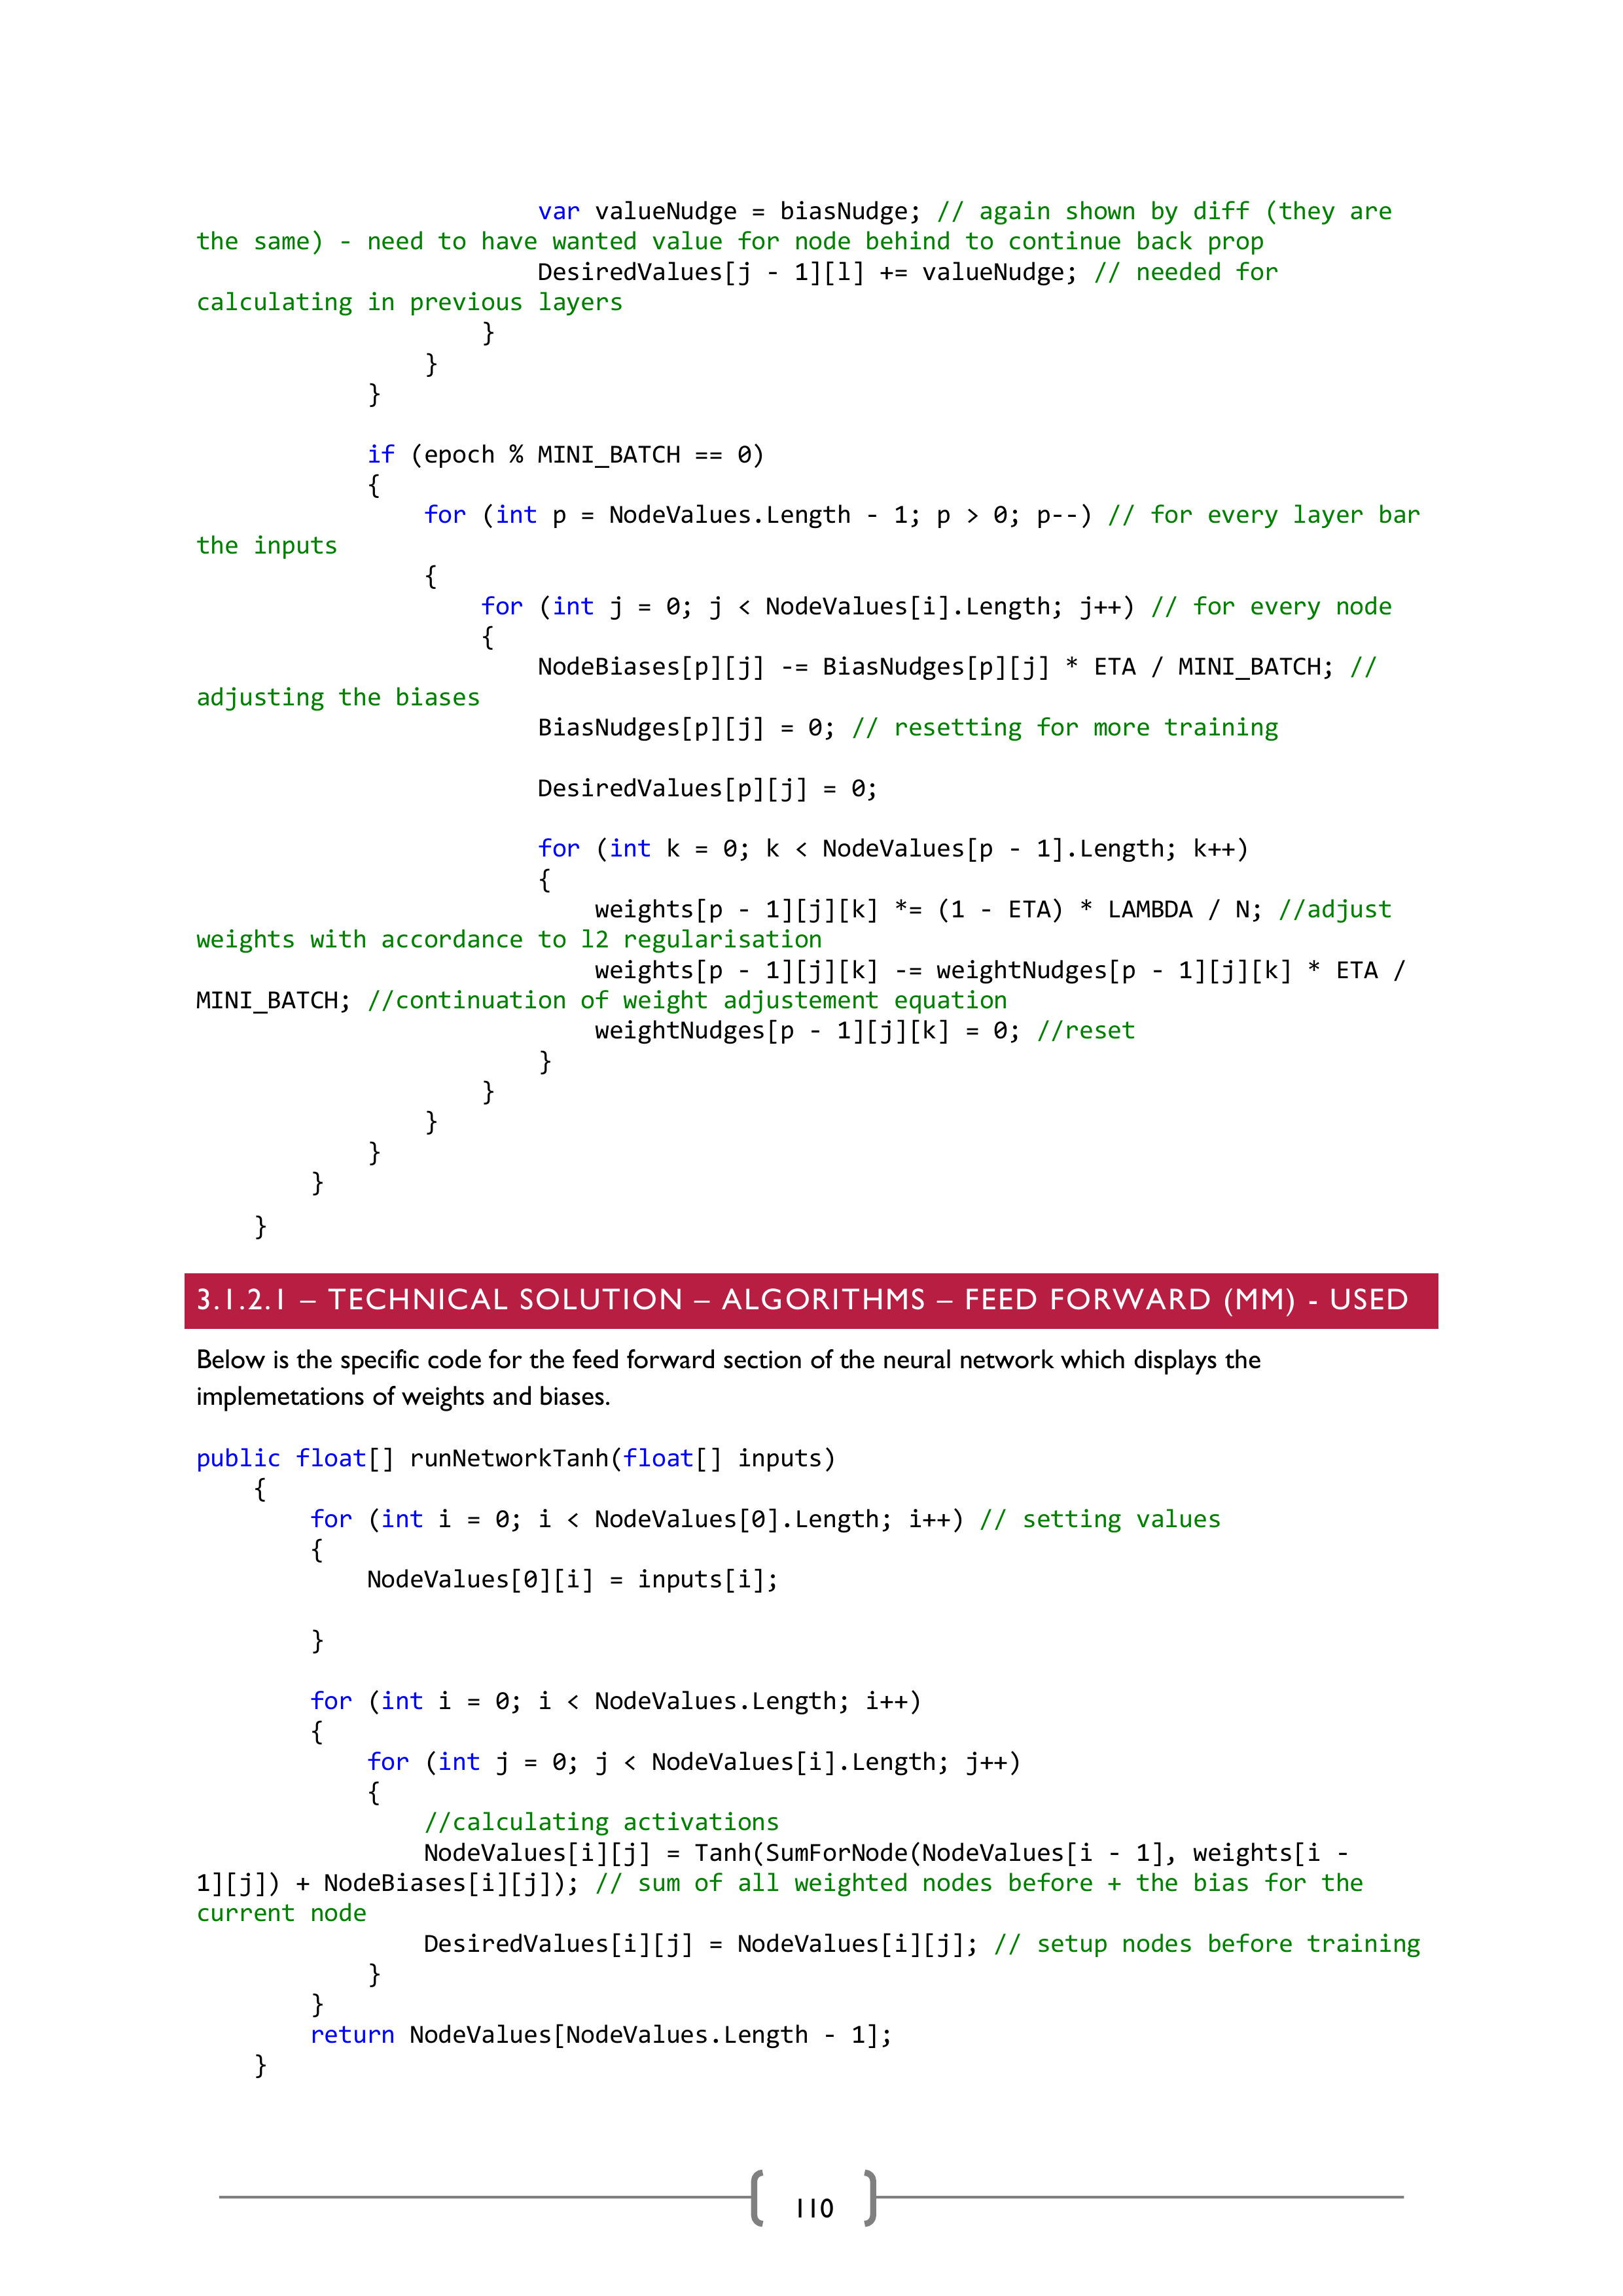 var valueNudge = biasNudge; // again shown by diff (they are
the same) - need to have wanted value for node behind to continue back prop
DesiredValues[j - 1][l] += valueNudge; // needed for
calculating in previous layers
}
}
}
if (epoch % MINI_BATCH == 0)
{
for (int p = NodeValues.Length - 1; p > 0; p--) // for every layer bar
the inputs
{
for (int j = 0; j < NodeValues[i].Length; j++) // for every node
{
NodeBiases[p][j] -= BiasNudges[p][j] * ETA / MINI_BATCH; //
adjusting the biases
BiasNudges[p][j] = 0; // resetting for more training
DesiredValues[p][j] = 0;
for (int k = 0; k < NodeValues[p - 1].Length; k++)
{
weights[p - 1][j][k] *= (1 - ETA) * LAMBDA / N; //adjust
weights with accordance to l2 regularisation
weights[p - 1][j][k] -= weightNudges[p - 1][j][k] * ETA /
MINI_BATCH; //continuation of weight adjustement equation
weightNudges[p - 1][j][k] = 0; //reset
}
}
}
}
}
}
3.1.2.1 – TECHNICAL SOLUTION – ALGORITHMS – FEED FORWARD (MM) - USED
Below is the specific code for the feed forward section of the neural network which displays the
implemetations of weights and biases.
public float[] runNetworkTanh(float[] inputs)
{
for (int i = 0; i < NodeValues[0].Length; i++) // setting values
{
NodeValues[0][i] = inputs[i];
}
for (int i = 0; i < NodeValues.Length; i++)
{
for (int j = 0; j < NodeValues[i].Length; j++)
{
//calculating activations
NodeValues[i][j] = Tanh(SumForNode(NodeValues[i - 1], weights[i -
1][j]) + NodeBiases[i][j]); // sum of all weighted nodes before + the bias for the
current node
DesiredValues[i][j] = NodeValues[i][j]; // setup nodes before training
}
}
return NodeValues[NodeValues.Length - 1];
}
110